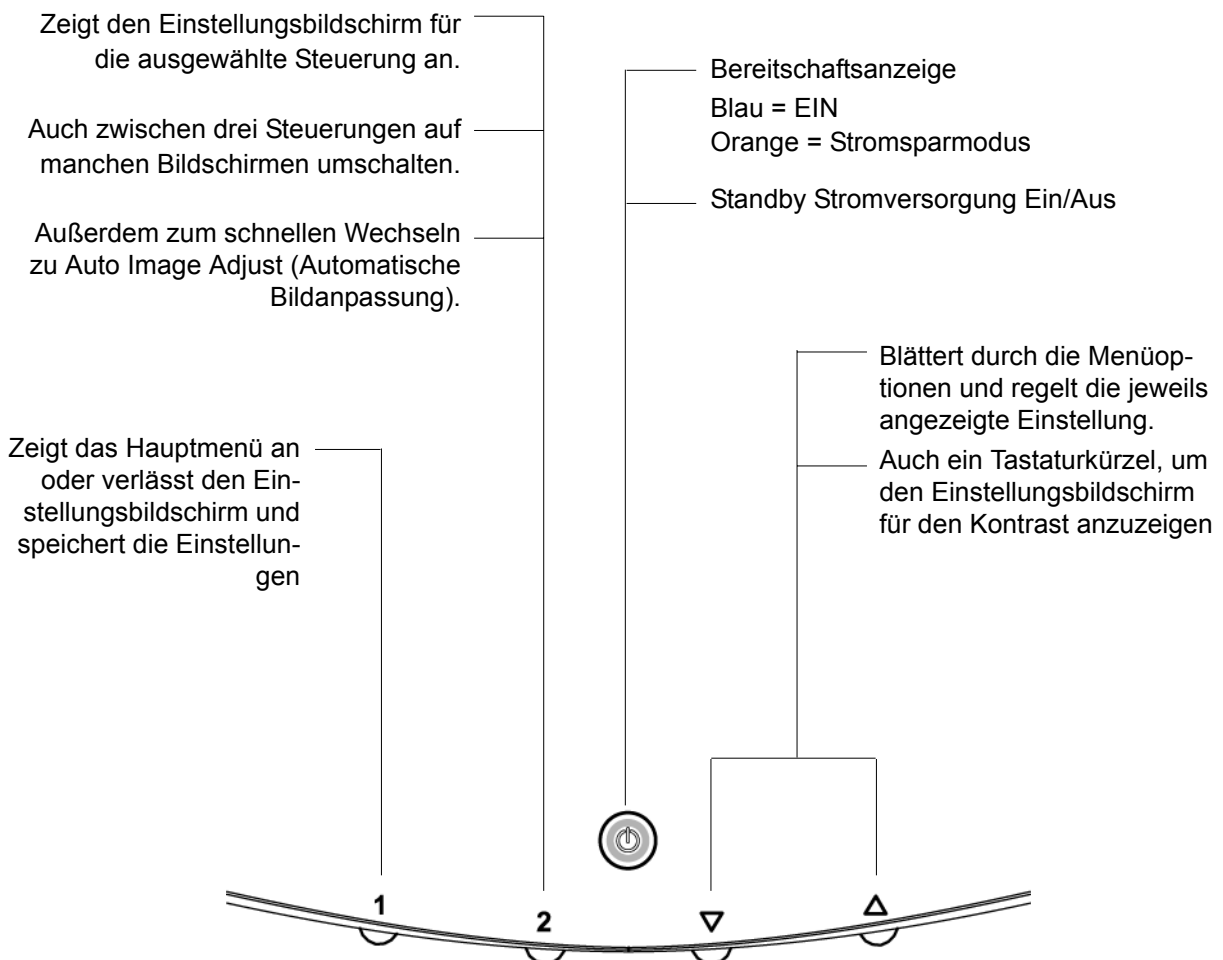 Zeigt den Einstellungsbildschirm für
die ausgewählte Steuerung an.
Auch zwischen drei Steuerungen auf
manchen Bildschirmen umschalten.
Außerdem zum schnellen Wechseln
zu Auto Image Adjust (Automatische
Bildanpassung).
Bereitschaftsanzeige
Blau = EIN
Orange = Stromsparmodus
Standby Stromversorgung Ein/Aus
Blättert durch die Menüop-
tionen und regelt die jeweils
angezeigte Einstellung.
Auch ein Tastaturkürzel, um
den Einstellungsbildschirm
für den Kontrast anzuzeigen
Zeigt das Hauptmenü an
oder verlässt den Ein-
stellungsbildschirm und
speichert die Einstellun-
gen
1
2